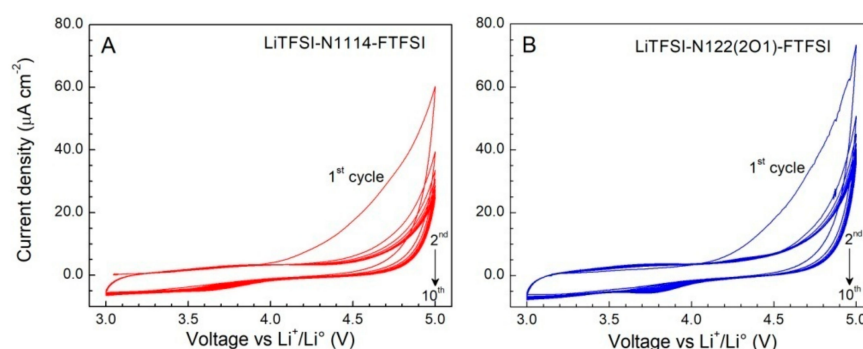 A
LiTFSI-N1114-FTFSI
80.0
60.0
40.0
20.0
0.0
Current density (μA cm⁻²)
1ˢᵗ cycle
2ⁿᵈ
10ᵗʰ
3.0 3.5 4.0 4.5 5.0
Voltage vs Li⁺/Li° (V)
B
LiTFSI-N122(2O1)-FTFSI
80.0
60.0
40.0
20.0
0.0
1ˢᵗ cycle
2ⁿᵈ
10ᵗʰ
3.0 3.5 4.0 4.5 5.0
Voltage vs Li⁺/Li° (V)